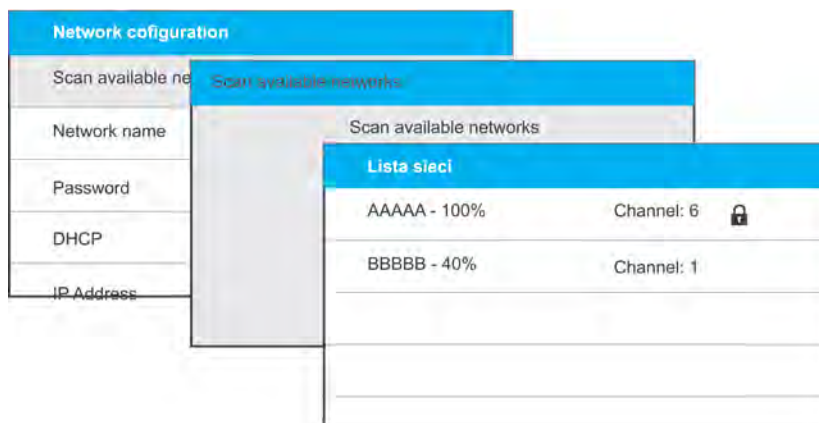 Network cofiguration
Scan available ne
Network name
Password
DHCP
IP Address
Scan available networks
Scan available networks
Lista sieci
AAAAA - 100% Channel: 6
BBBBB - 40% Channel: 1